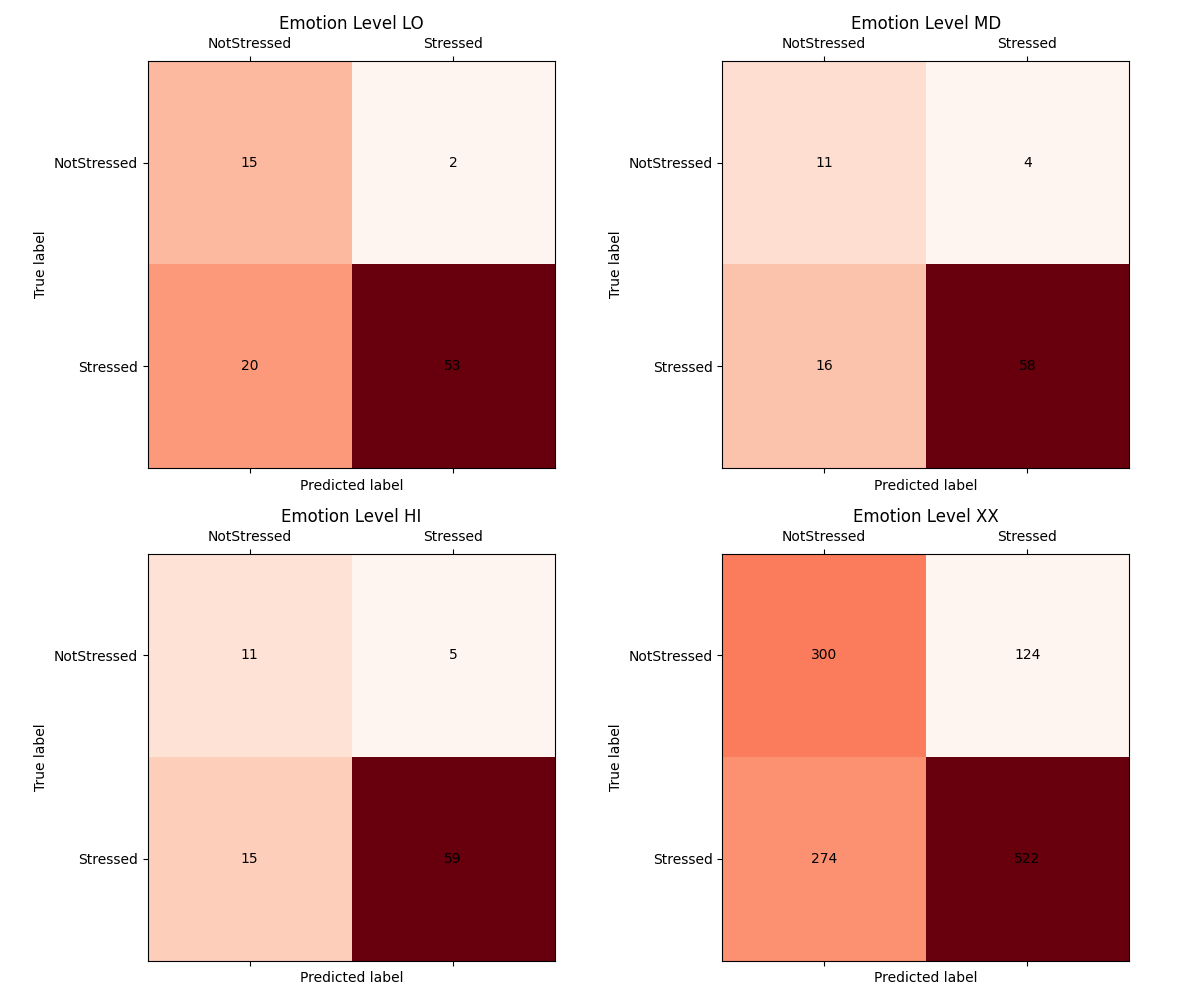 Emotion Level LO
NotStressed Stressed
NotStressed 15 2
True label
Stressed 20 53
Predicted label
Emotion Level MD
NotStressed Stressed
NotStressed 11 4
True label
Stressed 16 58
Predicted label
Emotion Level HI
NotStressed Stressed
NotStressed 11 5
True label
Stressed 15 59
Predicted label
Emotion Level XX
NotStressed Stressed
NotStressed 300 124
True label
Stressed 274 522
Predicted label